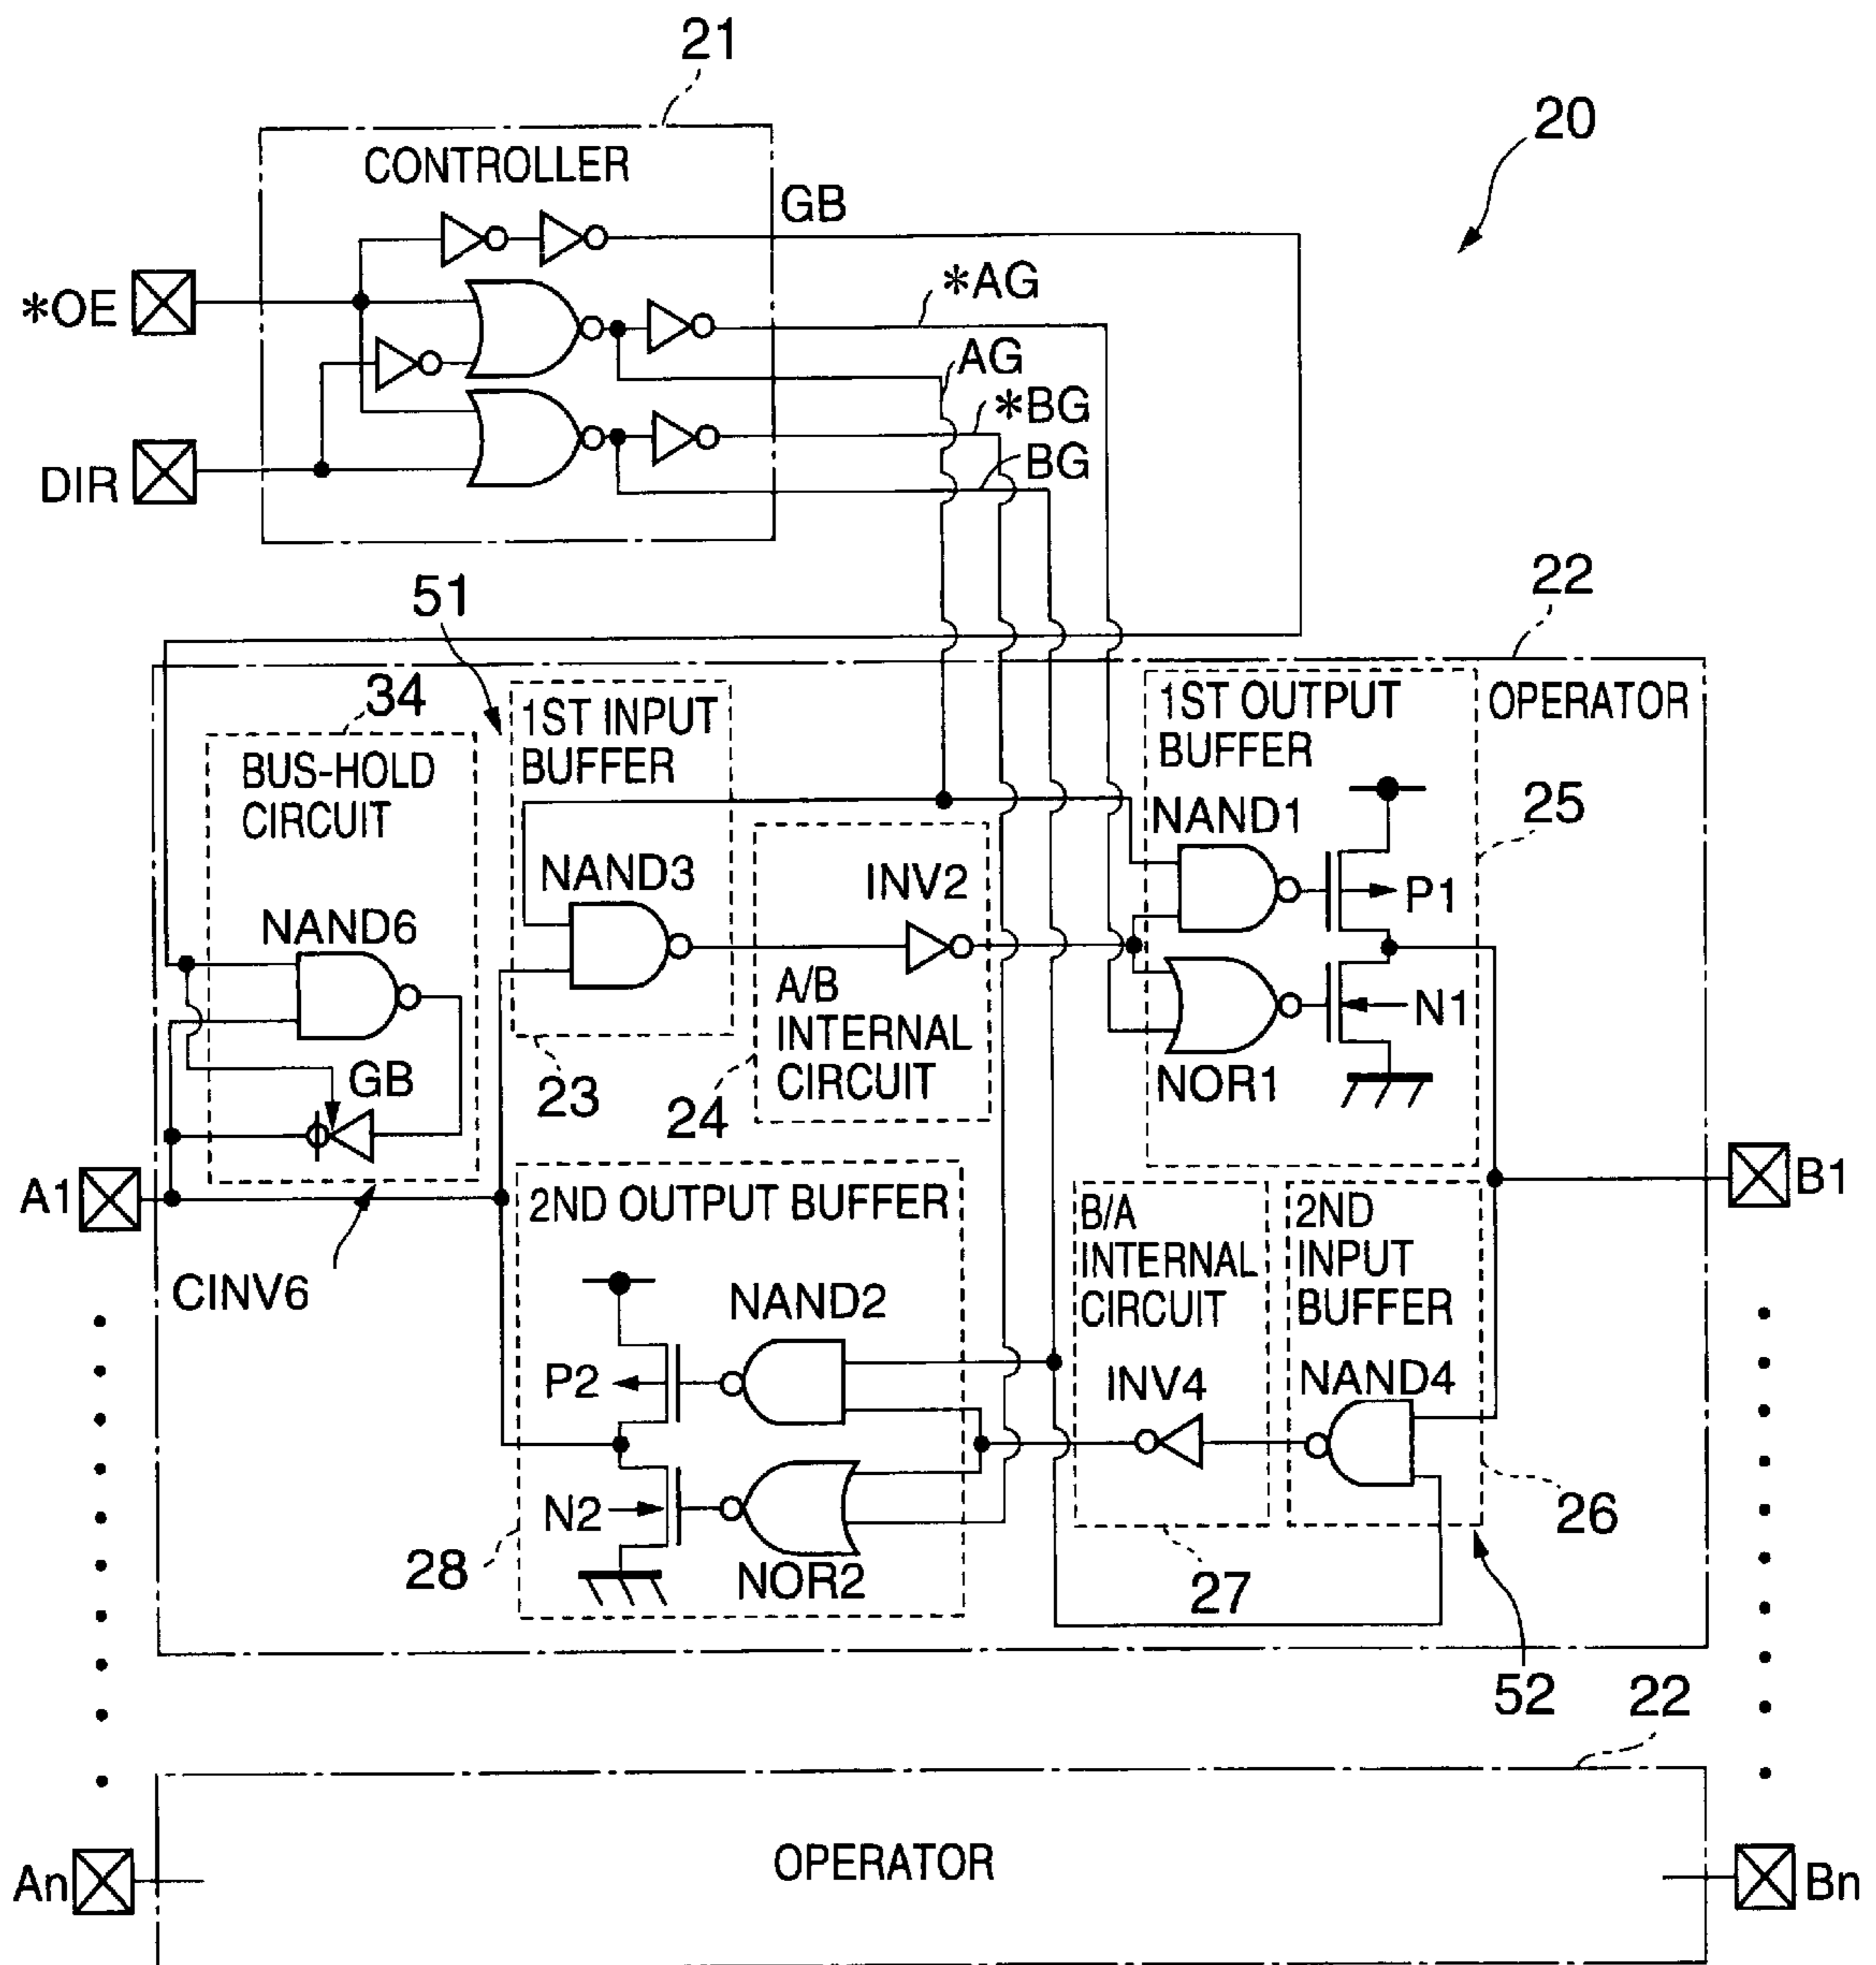 21
20
CONTROLLER
GB
*OE
*AG
AG
*BG
BG
DIR
22
51
34
1ST INPUT
BUFFER
1ST OUTPUT
BUFFER
OPERATOR
BUS-HOLD
CIRCUIT
25
NAND1
NAND3
INV2
P1
NAND6
A/B
INTERNAL
CIRCUIT
N1
GB
23
24
NOR1
A1
B1
2ND OUTPUT BUFFER
B/A
INTERNAL
CIRCUIT
2ND
INPUT
BUFFER
CINV6
NAND2
P2
INV4
NAND4
N2
26
28
NOR2
27
52
22
An
OPERATOR
Bn